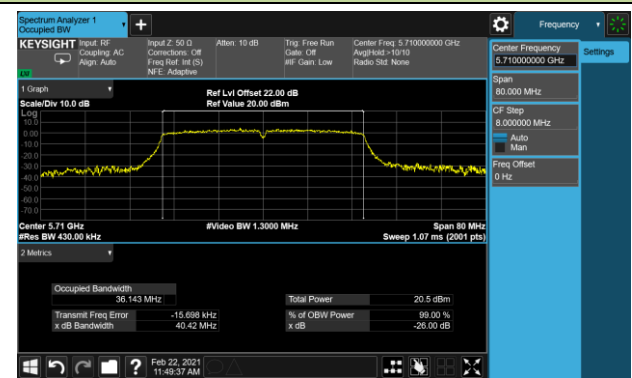 Spectrum Analyzer 1
Occupied BW
Frequency
KEYSIGHT
Input: RF
Coupling: AC
Align: Auto
Input Z: 50 Ω
Corrections: Off
Freq Ref: Int (S)
NFE: Adaptive
Atten: 10 dB
Trig: Free Run
Gate: Off
#IF Gain: Low
Center Freq: 5.710000000 GHz
Avg|Hold:>10/10
Radio Std: None
Center Frequency
5.710000000 GHz
Settings
Span
80.000 MHz
CF Step
8.000000 MHz
Auto
Man
Freq Offset
0 Hz
1 Graph
Scale/Div 10.0 dB
Ref Lvl Offset 22.00 dB
Ref Value 20.00 dBm
Log
10.0
0.00
-10.0
-20.0
-30.0
-40.0
-50.0
-60.0
-70.0
Center 5.71 GHz
#Res BW 430.00 kHz
#Video BW 1.3000 MHz
Span 80 MHz
Sweep 1.07 ms (2001 pts)
2 Metrics
Occupied Bandwidth
36.143 MHz
Total Power 20.5 dBm
Transmit Freq Error -15.698 kHz
% of OBW Power 99.00 %
x dB Bandwidth 40.42 MHz
x dB -26.00 dB
?
Feb 22, 2021
11:49:37 AM